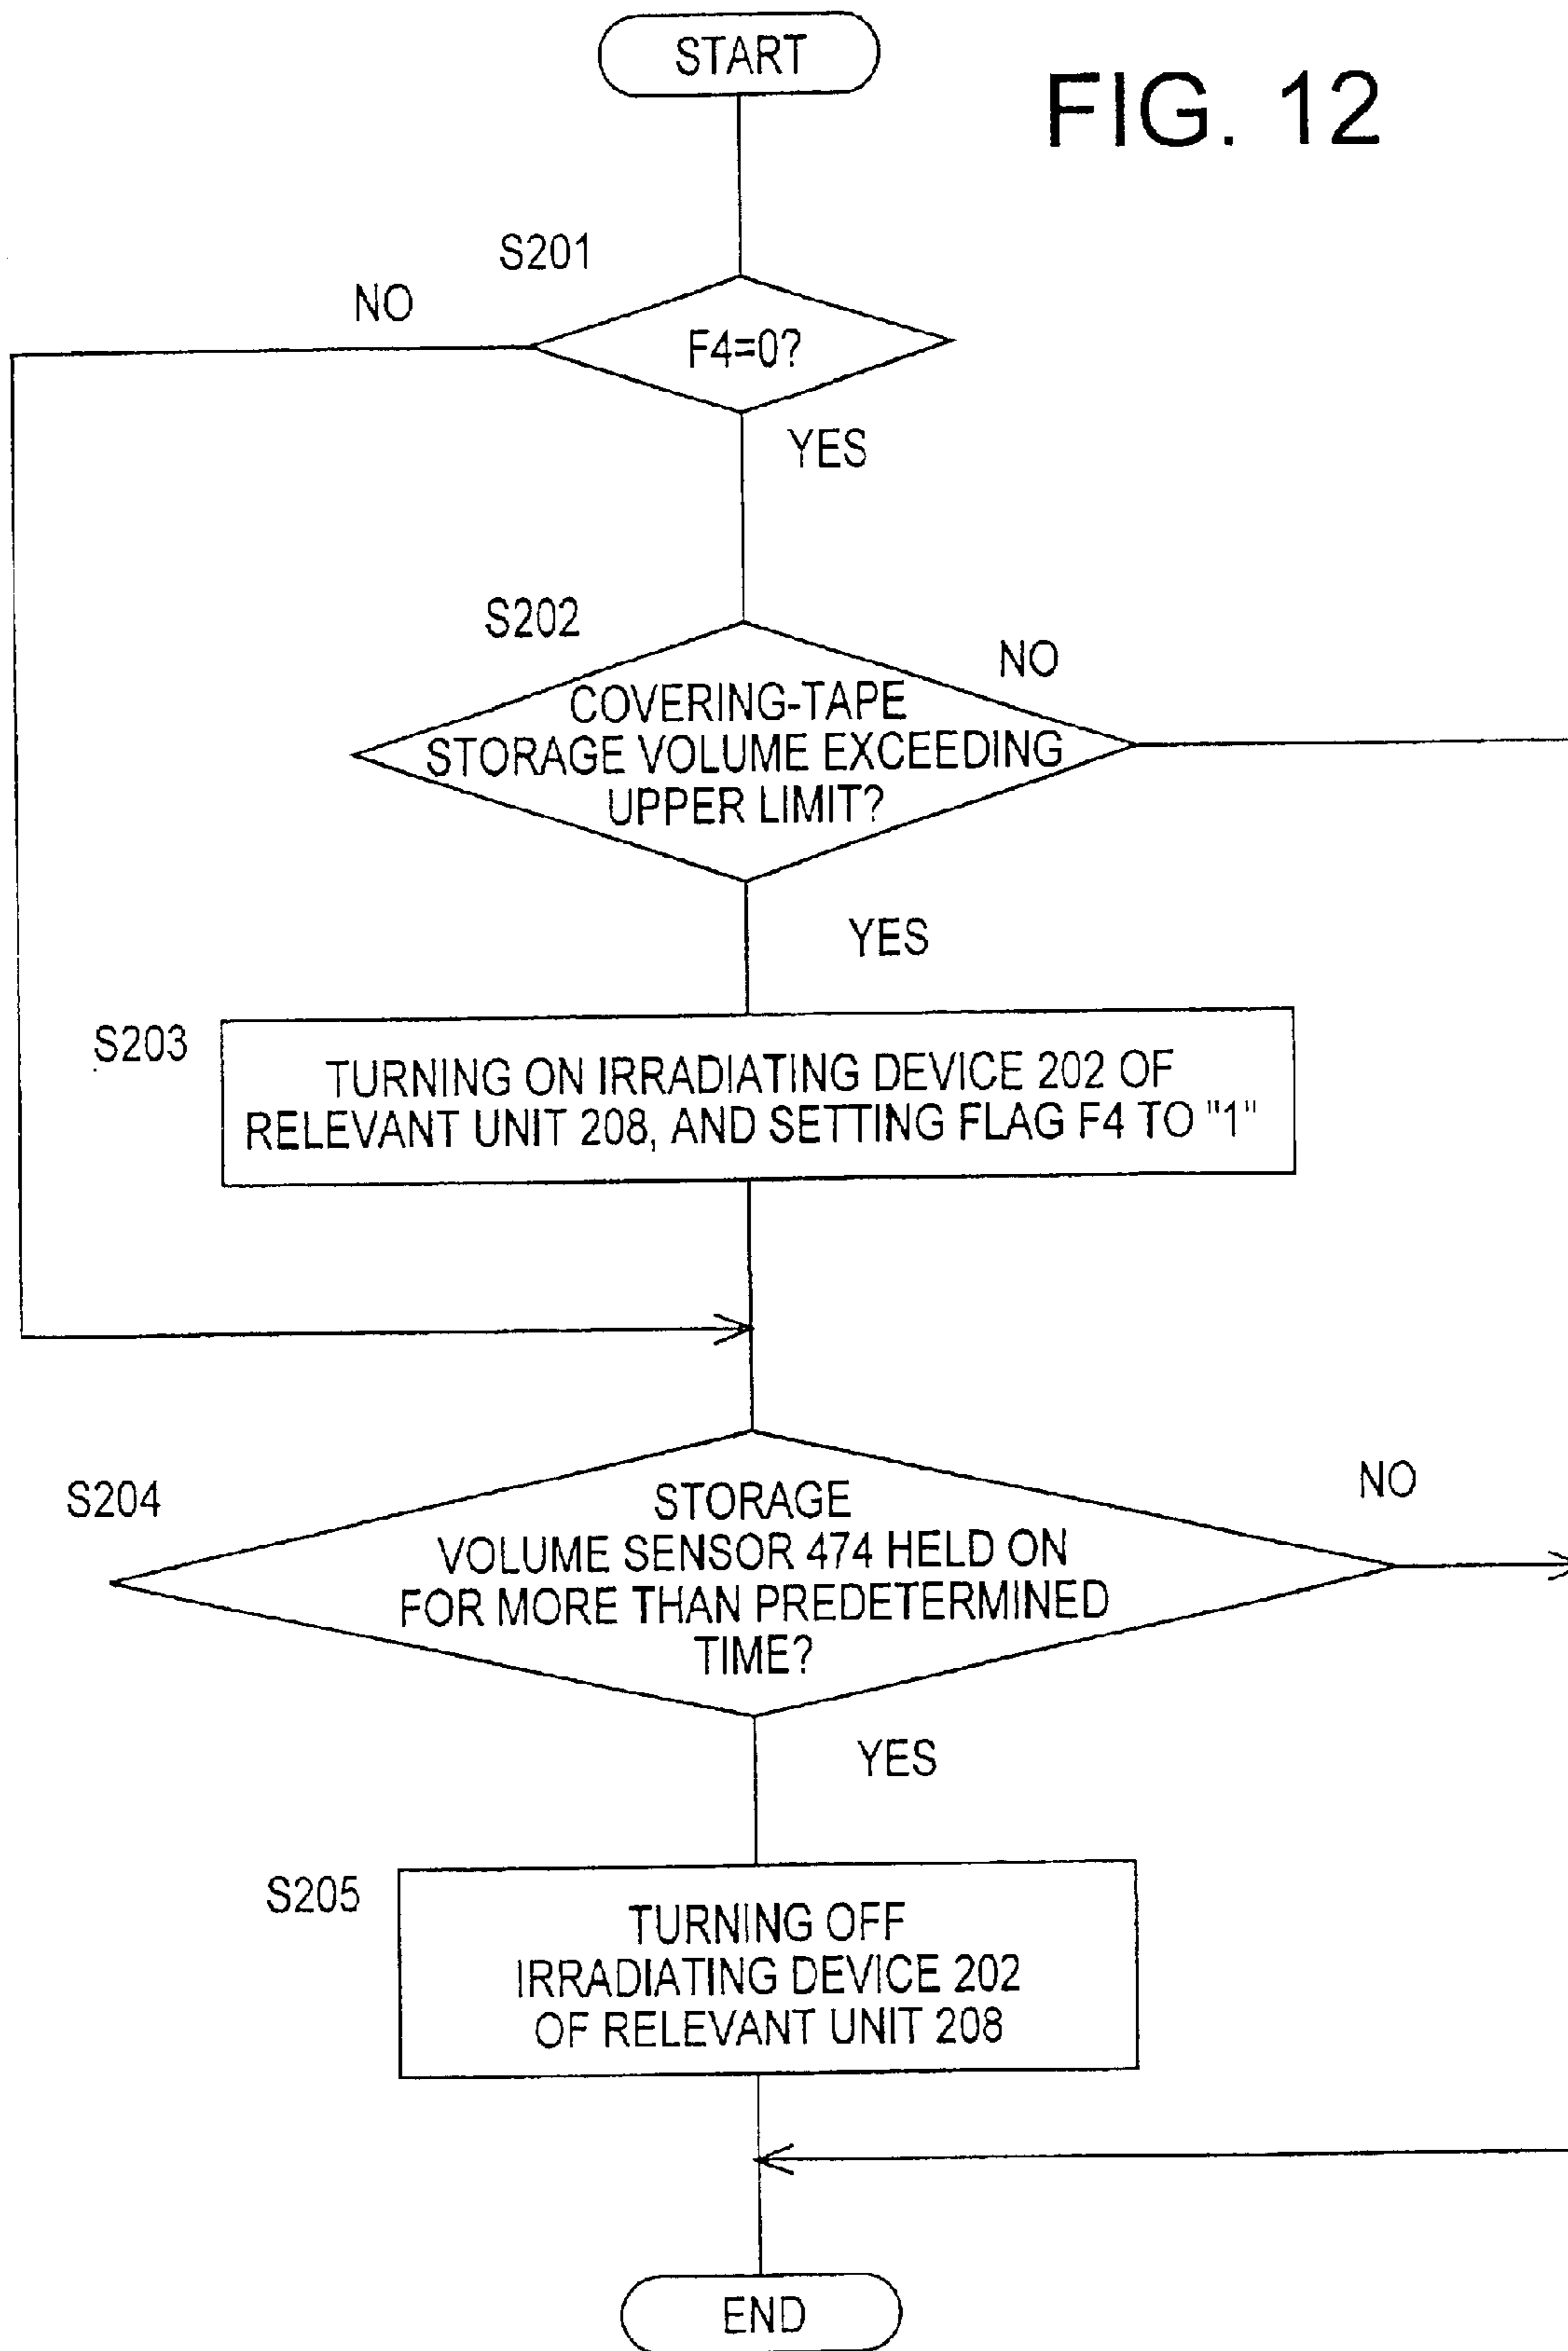 START
FIG. 12
S201
NO
F4=0?
YES
S202
NO
COVERING-TAPE
STORAGE VOLUME EXCEEDING
UPPER LIMIT?
YES
S203
TURNING ON IRRADIATING DEVICE 202 OF
RELEVANT UNIT 208, AND SETTING FLAG F4 TO "1"
S204
NO
STORAGE
VOLUME SENSOR 474 HELD ON
FOR MORE THAN PREDETERMINED
TIME?
YES
S205
TURNING OFF
IRRADIATING DEVICE 202
OF RELEVANT UNIT 208
END